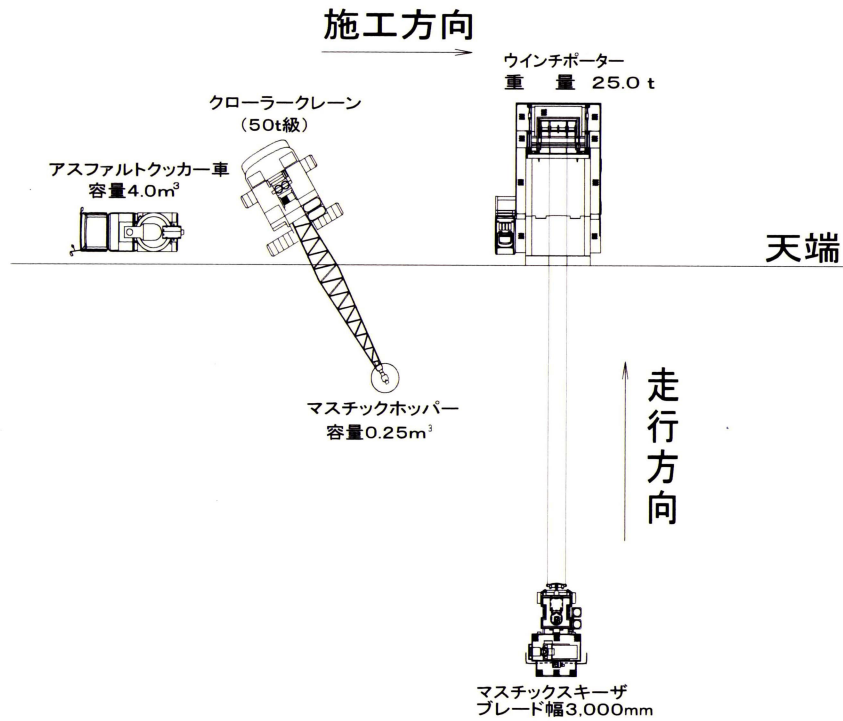 施工方向
ウインチポーター
重 量 25.0 t
クローラークレーン
(50t級)
アスファルトクッカー車
容量4.0m³
天端
マスチックホッパー
容量0.25m³
走行方向
マスチックスキーザ
ブレード幅3,000mm